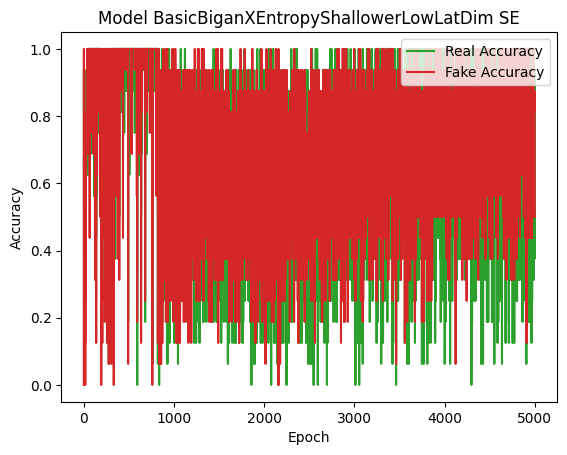 Model BasicBiganXEntropyShallowerLowLatDim SE
Real Accuracy
Fake Accuracy
1.0
0.8
0.6
0.4
0.2
0.0
Accuracy
0
1000
2000
3000
4000
5000
Epoch